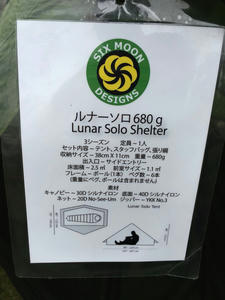 SIX MOON
DESIGNS
ルナーソロ 680 g
Lunar Solo Shelter
3シーズン 定員~1人
セット内容~テント、スタッフバッグ、張り綱
収納サイズ~38cm X 11cm 重量~680g
出入口~サイドエントリー
床面積~2.5 ㎡ 前室サイズ~1.1 ㎡
フレーム~ポール(1本) ペグ数~6本
(重量にペグ、ポールは含まれません)
素材
キャノピー~30D シルナイロン 底面~40D シルナイロン
ネット~20D No-See-Um ジッパー~YKK No.3
Lunar Solo Tent